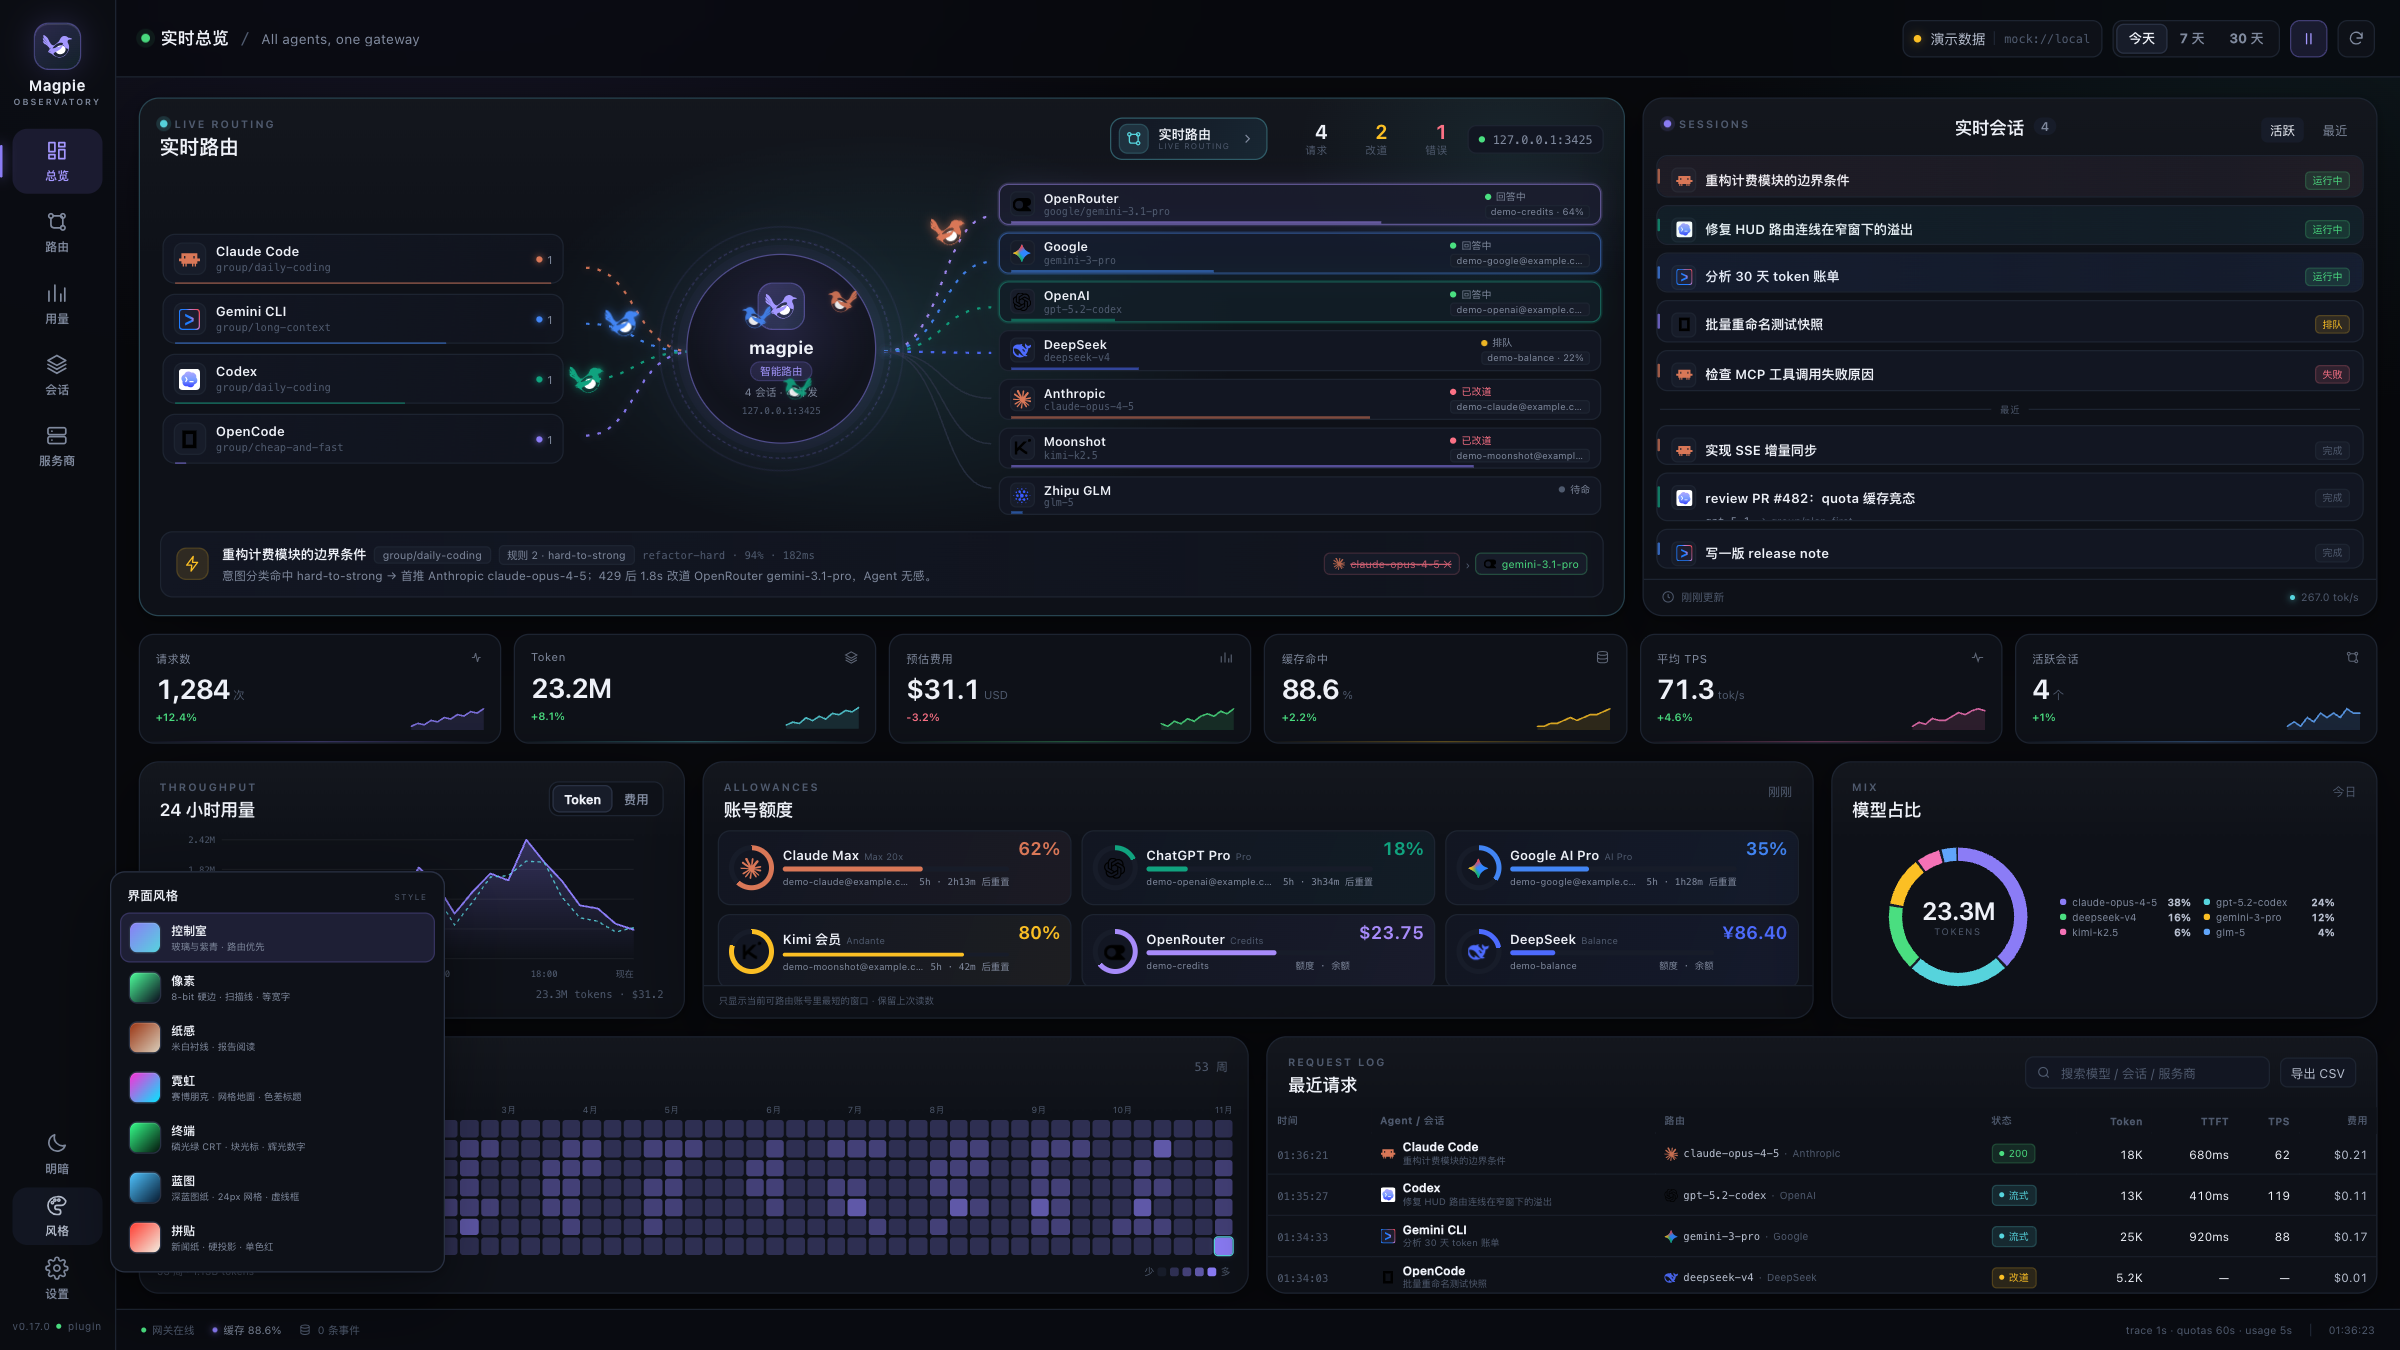 Magpie
OBSERVATORY
总览
路由
用量
会话
服务商
明暗
风格
设置
v0.17.0 plugin
实时总览 / All agents, one gateway
演示数据 mock://local
今天 7 天 30 天
LIVE ROUTING
实时路由
实时路由
LIVE ROUTING
4 请求
2 改道
1 错误
127.0.0.1:3425
Claude Code
group/daily-coding
1
Gemini CLI
group/long-context
1
Codex
group/daily-coding
1
OpenCode
group/cheap-and-fast
1
magpie
智能路由
4 会话 · 发
127.0.0.1:3425
OpenRouter
google/gemini-3.1-pro
回答中
demo-credits · 64%
Google
gemini-3-pro
回答中
demo-google@example.c...
OpenAI
gpt-5.2-codex
回答中
demo-openai@example.c...
DeepSeek
deepseek-v4
排队
demo-balance · 22%
Anthropic
claude-opus-4-5
已改道
demo-claude@example.c...
Moonshot
kimi-k2.5
已改道
demo-moonshot@exampl...
Zhipu GLM
glm-5
待命
重构计费模块的边界条件 group/daily-coding 规则 2 · hard-to-strong refactor-hard · 94% · 182ms
意图分类命中 hard-to-strong → 首推 Anthropic claude-opus-4-5；429 后 1.8s 改道 OpenRouter gemini-3.1-pro，Agent 无感。
claude-opus-4-5 ✕ › gemini-3.1-pro
SESSIONS
实时会话 4
活跃 最近
重构计费模块的边界条件 运行中
修复 HUD 路由连线在窄窗下的溢出 运行中
分析 30 天 token 账单 运行中
批量重命名测试快照 排队
检查 MCP 工具调用失败原因 失败
最近
实现 SSE 增量同步 完成
review PR #482：quota 缓存竞态 完成
写一版 release note 完成
刚刚更新 267.0 tok/s
请求数
1,284 次
+12.4%
Token
23.2M
+8.1%
预估费用
$31.1 USD
-3.2%
缓存命中
88.6 %
+2.2%
平均 TPS
71.3 tok/s
+4.6%
活跃会话
4 个
+1%
THROUGHPUT
24 小时用量
Token 费用
2.42M
1.82M
0 18:00 现在
23.3M tokens · $31.2
ALLOWANCES
账号额度
刚刚
Claude Max Max 20x 62%
demo-claude@example.c... 5h · 2h13m 后重置
ChatGPT Pro Pro 18%
demo-openai@example.c... 5h · 3h34m 后重置
Google AI Pro AI Pro 35%
demo-google@example.c... 5h · 1h28m 后重置
Kimi 会员 Andante 80%
demo-moonshot@example.c... 5h · 42m 后重置
OpenRouter Credits $23.75
demo-credits 额度 · 余额
DeepSeek Balance ¥86.40
demo-balance 额度 · 余额
只显示当前可路由账号里最短的窗口 · 保留上次读数
MIX
模型占比
今日
23.3M
TOKENS
claude-opus-4-5 38% gpt-5.2-codex 24%
deepseek-v4 16% gemini-3-pro 12%
kimi-k2.5 6% glm-5 4%
界面风格 STYLE
控制室
玻璃与紫青 · 路由优先
像素
8-bit 硬边 · 扫描线 · 等宽字
纸感
米白衬线 · 报告阅读
霓虹
赛博朋克 · 网格地面 · 色差标题
终端
磷光绿 CRT · 块光标 · 辉光数字
蓝图
深蓝图纸 · 24px 网格 · 虚线框
拼贴
新闻纸 · 硬投影 · 单色红
53 周
3月 4月 5月 6月 7月 8月 9月 10月 11月
少 多
REQUEST LOG
最近请求
搜索模型 / 会话 / 服务商
导出 CSV
时间 Agent / 会话 路由 状态 Token TTFT TPS 费用
01:36:21 Claude Code claude-opus-4-5 · Anthropic 200 18K 680ms 62 $0.21
重构计费模块的边界条件
01:35:27 Codex gpt-5.2-codex · OpenAI 流式 13K 410ms 119 $0.11
修复 HUD 路由连线在窄窗下的溢出
01:34:33 Gemini CLI gemini-3-pro · Google 流式 25K 920ms 88 $0.17
分析 30 天 token 账单
01:34:03 OpenCode deepseek-v4 · DeepSeek 改道 5.2K — — $0.01
批量重命名测试快照
网关在线 缓存 88.6% 0 条事件
trace 1s · quotas 60s · usage 5s 01:36:23